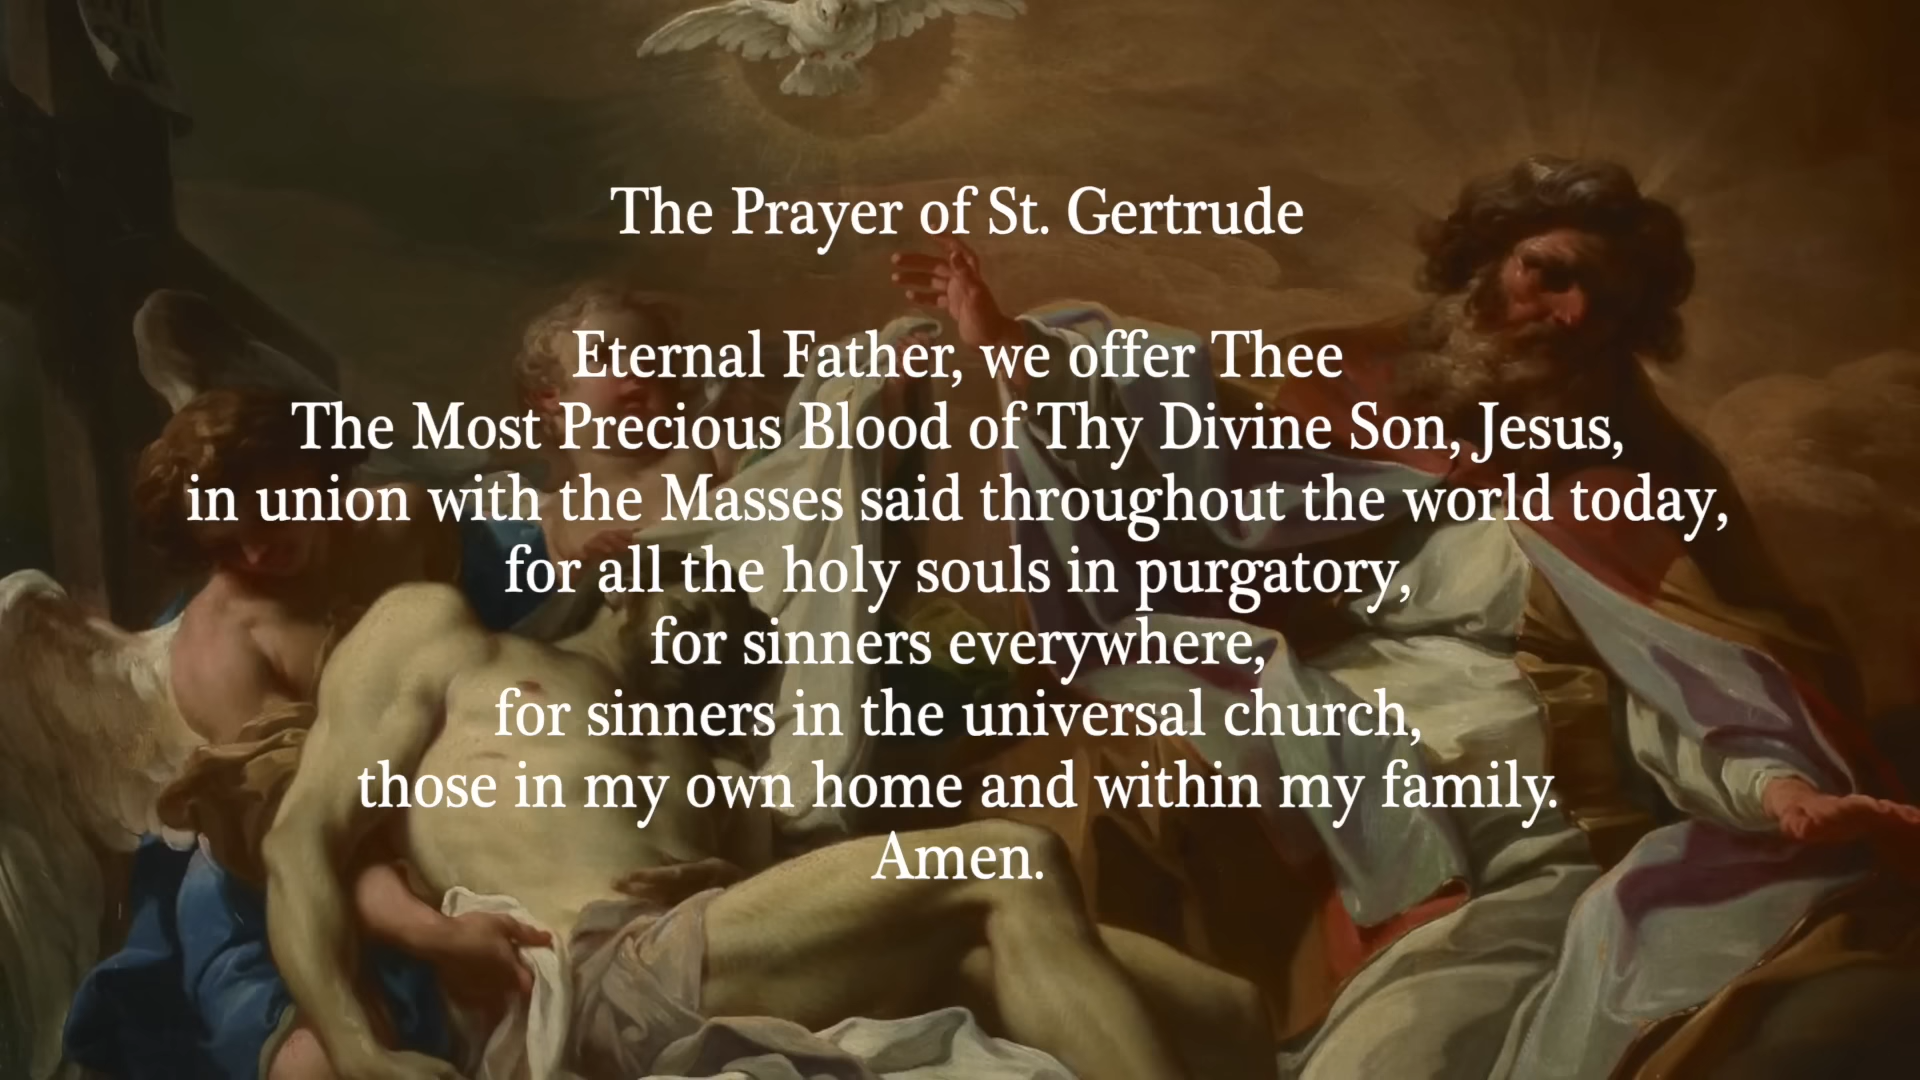 The Prayer of St. Gertrude
Eternal Father, we offer Thee
The Most Precious Blood of Thy Divine Son, Jesus,
in union with the Masses said throughout the world today,
for all the holy souls in purgatory,
for sinners everywhere,
for sinners in the universal church,
those in my own home and within my family.
Amen.